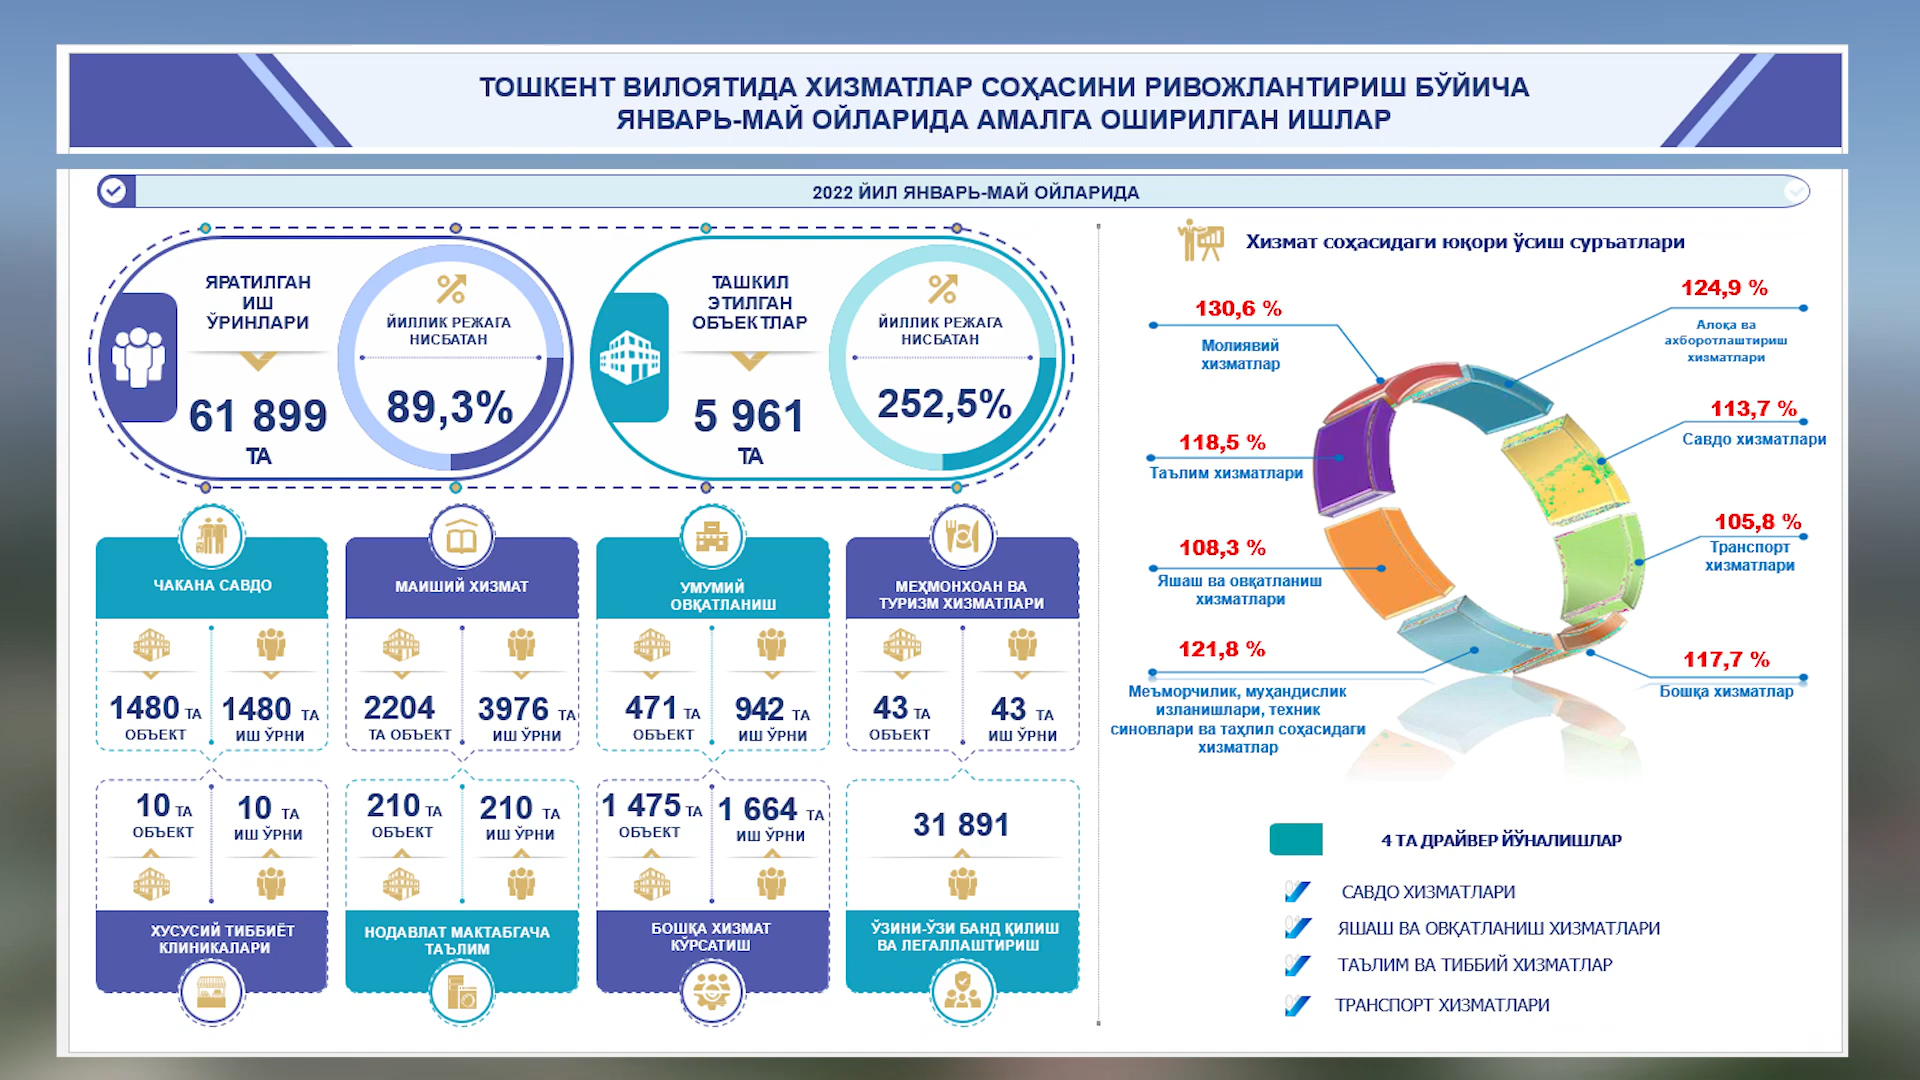 ТОШКЕНТ ВИЛОЯТИДА ХИЗМАТЛАР СОҲАСИНИ РИВОЖЛАНТИРИШ БЎЙИЧА
ЯНВАРЬ-МАЙ ОЙЛАРИДА АМАЛГА ОШИРИЛГАН ИШЛАР
2022 ЙИЛ ЯНВАРЬ-МАЙ ОЙЛАРИДА
ЯРАТИЛГАН
ИШ
ЎРИНЛАРИ
61 899
ТА
ЙИЛЛИК РЕЖАГА
НИСБАТАН
89,3%
ТАШКИЛ
ЭТИЛГАН
ОБЪЕКТЛАР
5 961
ТА
ЙИЛЛИК РЕЖАГА
НИСБАТАН
252,5%
ЧАКАНА САВДО
1480 ТА
ОБЪЕКТ
1480 ТА
ИШ ЎРНИ
МАИШИЙ ХИЗМАТ
2204
ТА ОБЪЕКТ
3976 ТА
ИШ ЎРНИ
УМУМИЙ
ОВҚАТЛАНИШ
471 ТА
ОБЪЕКТ
942 ТА
ИШ ЎРНИ
МЕҲМОНХОАН ВА
ТУРИЗМ ХИЗМАТЛАРИ
43 ТА
ОБЪЕКТ
43 ТА
ИШ ЎРНИ
10 ТА
ОБЪЕКТ
10 ТА
ИШ ЎРНИ
ХУСУСИЙ ТИББИЁТ
КЛИНИКАЛАРИ
210 ТА
ОБЪЕКТ
210 ТА
ИШ ЎРНИ
НОДАВЛАТ МАКТАБГАЧА
ТАЪЛИМ
1 475 ТА
ОБЪЕКТ
1 664 ТА
ИШ ЎРНИ
БОШҚА ХИЗМАТ
КЎРСАТИШ
31 891
ЎЗИНИ-ЎЗИ БАНД ҚИЛИШ
ВА ЛЕГАЛЛАШТИРИШ
Хизмат соҳасидаги юқори ўсиш суръатлари
130,6 %
Молиявий
хизматлар
124,9 %
Алоқа ва
ахборотлаштириш
хизматлари
118,5 %
Таълим хизматлари
113,7 %
Савдо хизматлари
108,3 %
Яшаш ва овқатланиш
хизматлари
105,8 %
Транспорт
хизматлари
121,8 %
Меъморчилик, муҳандислик
изланишлари, техник
синовлари ва таҳлил соҳасидаги
хизматлар
117,7 %
Бошқа хизматлар
4 ТА ДРАЙВЕР ЙЎНАЛИШЛАР
САВДО ХИЗМАТЛАРИ
ЯШАШ ВА ОВҚАТЛАНИШ ХИЗМАТЛАРИ
ТАЪЛИМ ВА ТИББИЙ ХИЗМАТЛАР
ТРАНСПОРТ ХИЗМАТЛАРИ